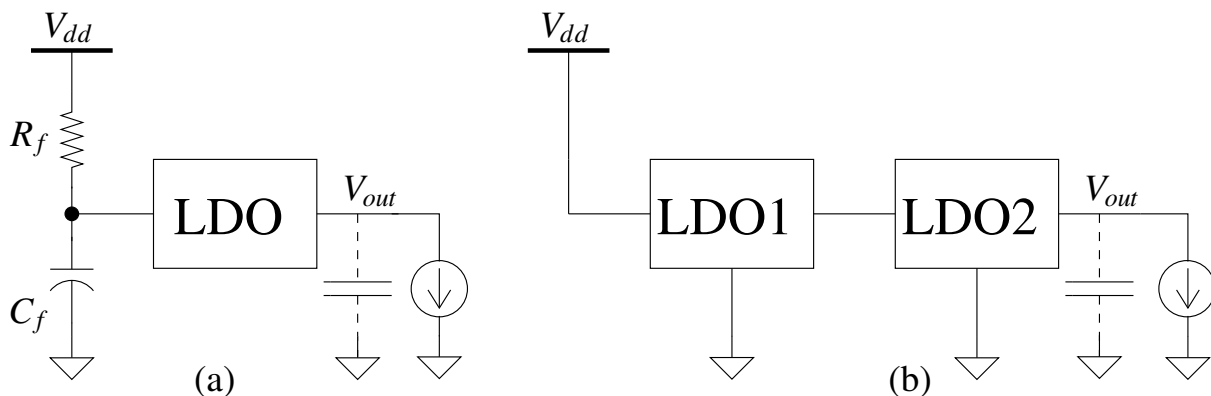 Vdd
Rf
LDO
Vout
Cf
(a)
Vdd
LDO1
LDO2
Vout
(b)